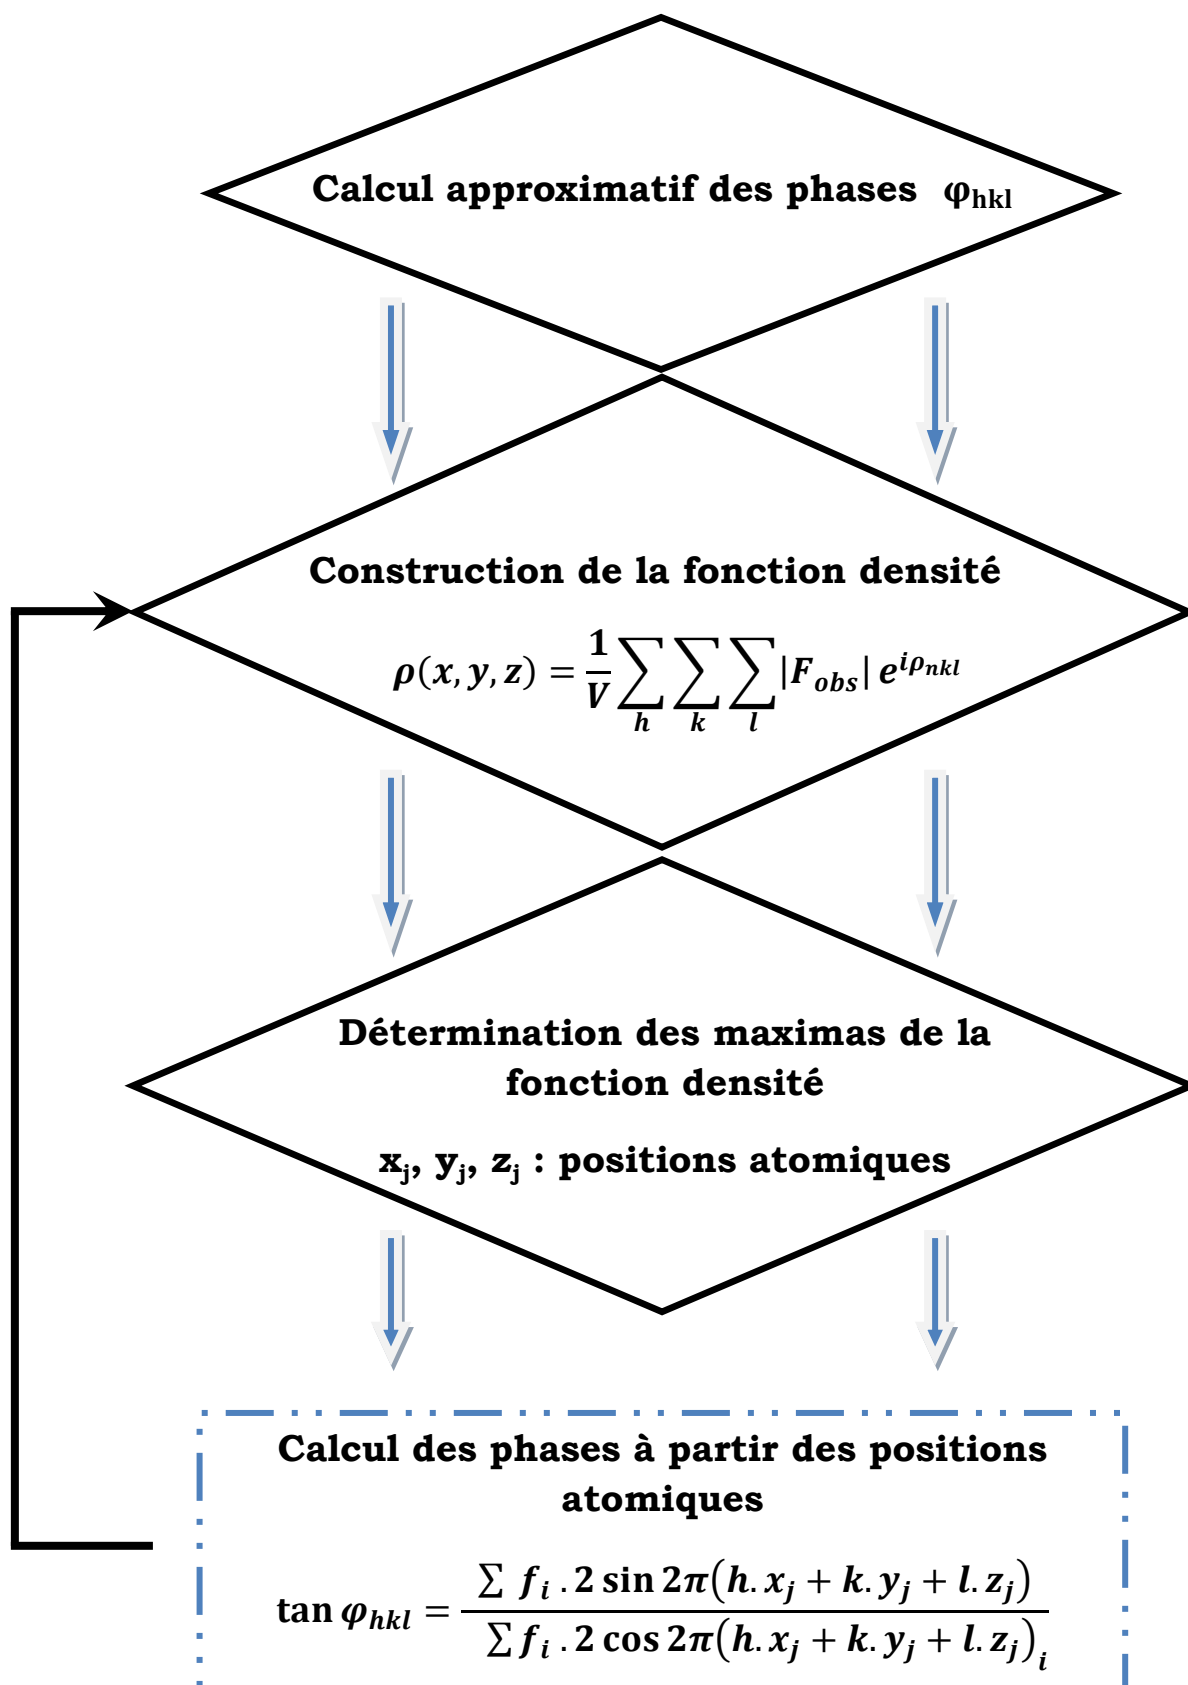 Calcul approximatif des phases φhkl
Construction de la fonction densité
ρ(x, y, z) = 1/V ∑h ∑k ∑l |Fobs| e^iρnkl
Détermination des maximas de la
fonction densité
xj, yj, zj : positions atomiques
Calcul des phases à partir des positions
atomiques
tan φhkl = ∑ fi . 2 sin 2π(h. xj + k. yj + l. zj) / ∑ fi . 2 cos 2π(h. xj + k. yj + l. zj)i